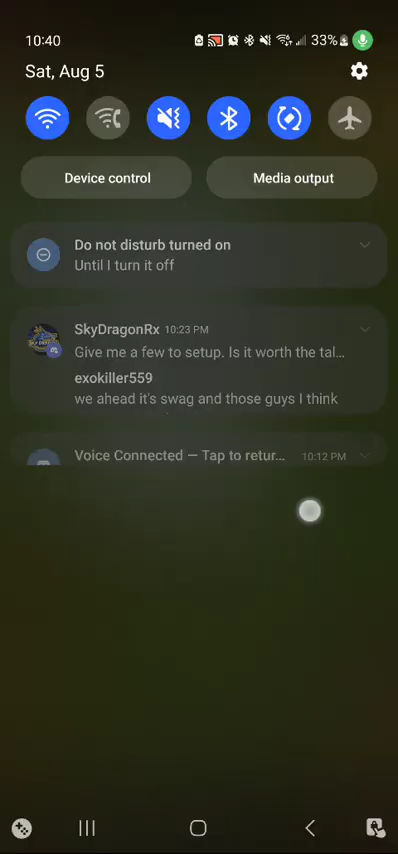 10:40
33%
Sat, Aug 5
Device control
Media output
Do not disturb turned on
Until I turn it off
SkyDragonRx 10:23 PM
Give me a few to setup. Is it worth the tal...
exokiller559
we ahead it's swag and those guys I think
Voice Connected — Tap to retur... 10:12 PM